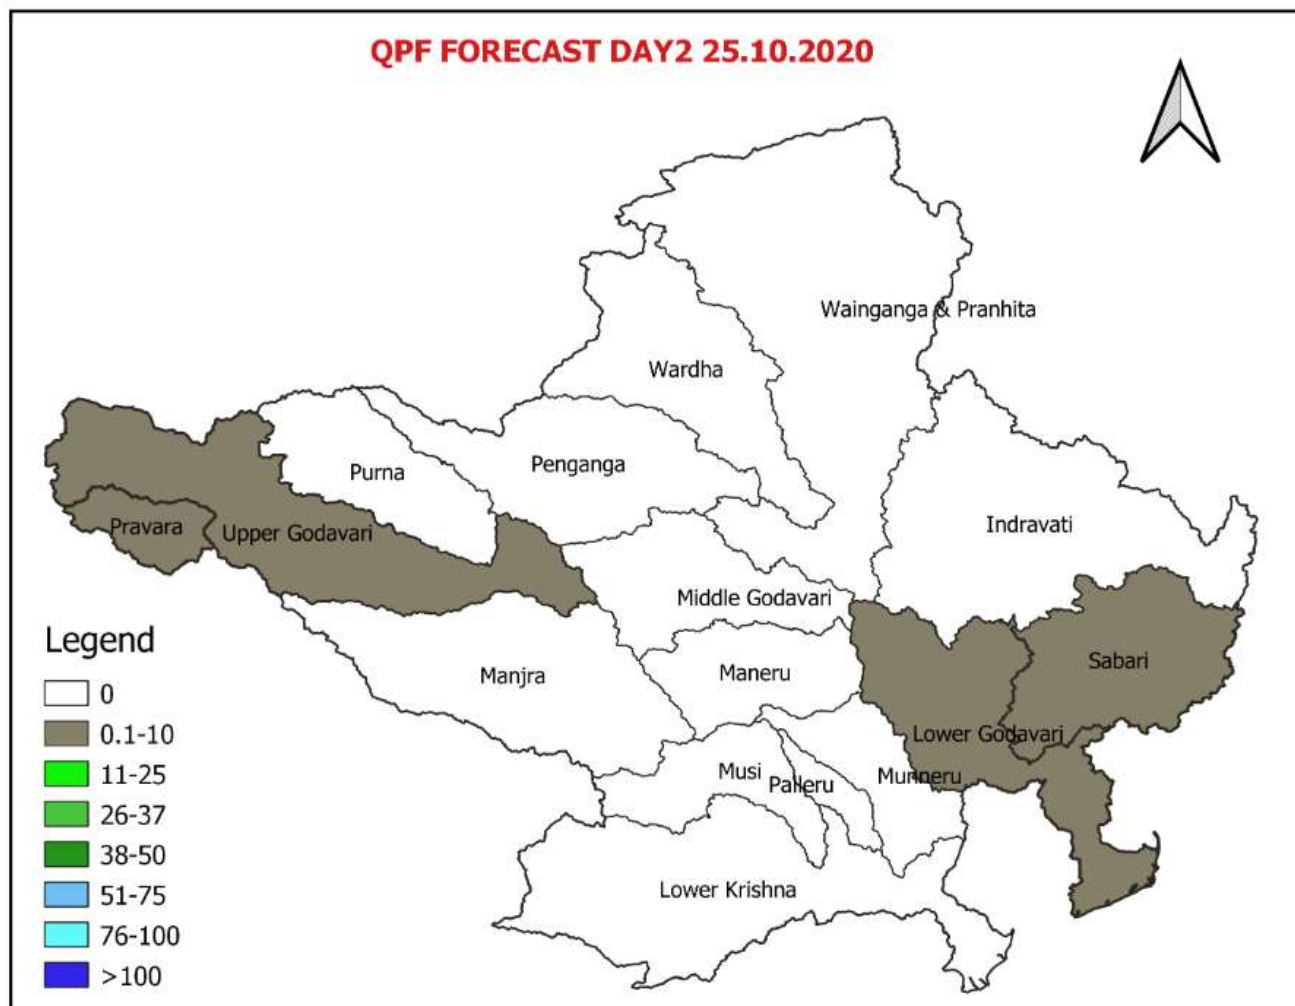 QPF FORECAST DAY2 25.10.2020
Wainganga & Pranhita
Wardha
Purna
Penganga
Pravara
Upper Godavari
Indravati
Middle Godavari
Manjra
Maneru
Sabari
Lower Godavari
Musi
Palleru
Munneru
Lower Krishna
Legend
0
0.1-10
11-25
26-37
38-50
51-75
76-100
>100